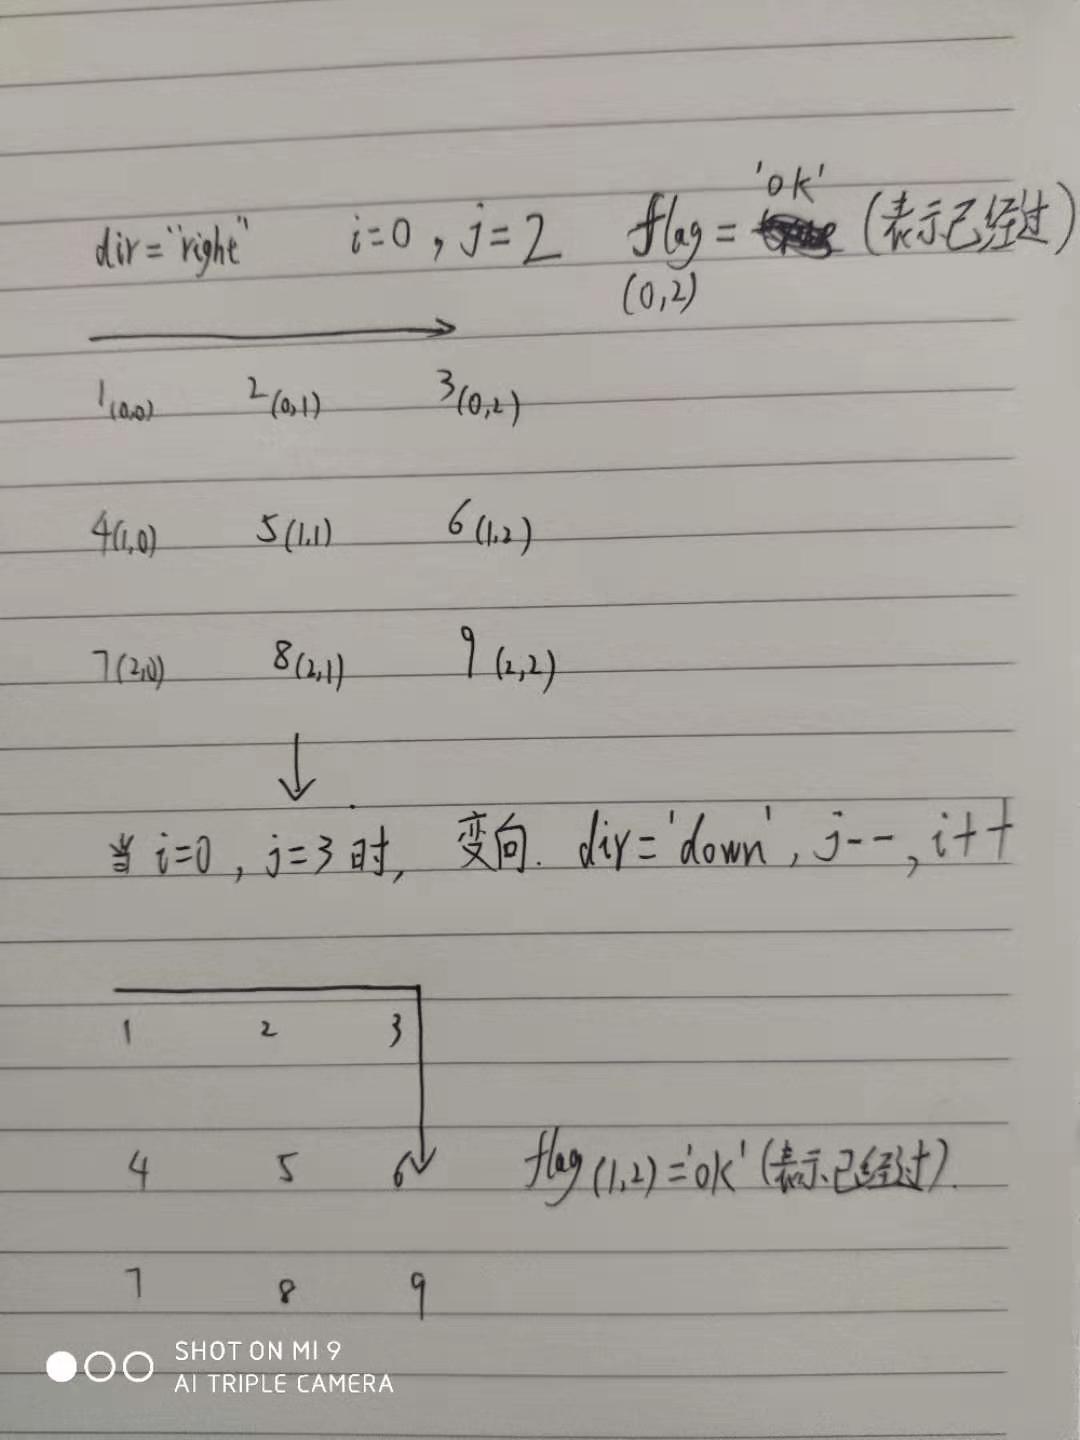 'ok'
dir="right" i=0,j=2 flag= (表示已经过)
(0,2)
1(0,0) 2(0,1) 3(0,2)
4(1,0) 5(1,1) 6(1,2)
7(2,0) 8(2,1) 9(2,2)
当i=0,j=3时, 变向. dir='down',j--,i++
1 2 3
4 5 6 flag(1,2)='ok'(表示已经过).
7 8 9
SHOT ON MI 9
AI TRIPLE CAMERA